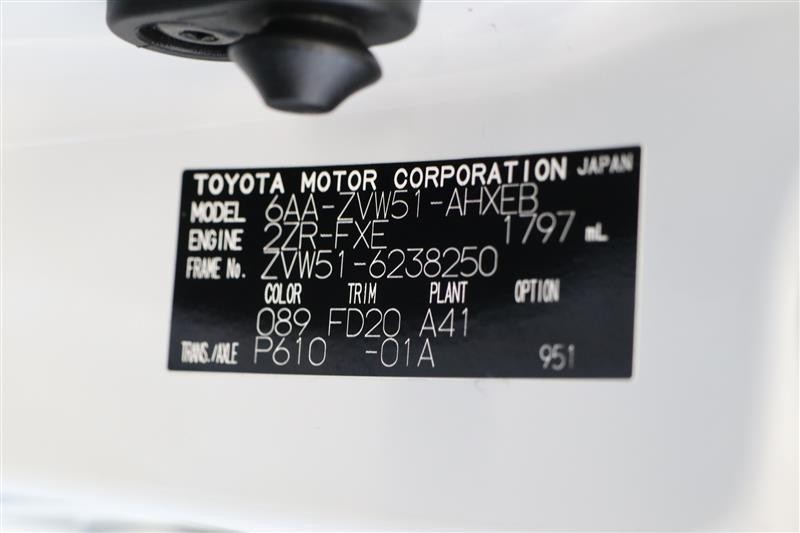 TOYOTA MOTOR CORPORATION JAPAN
MODEL 6AA-ZVW51-AHXEB
ENGINE 2ZR-FXE 1797 mL
FRAME No. ZVW51-6238250
COLOR TRIM PLANT OPTION
089 FD20 A41
TRANS./AXLE P610 -01A 951